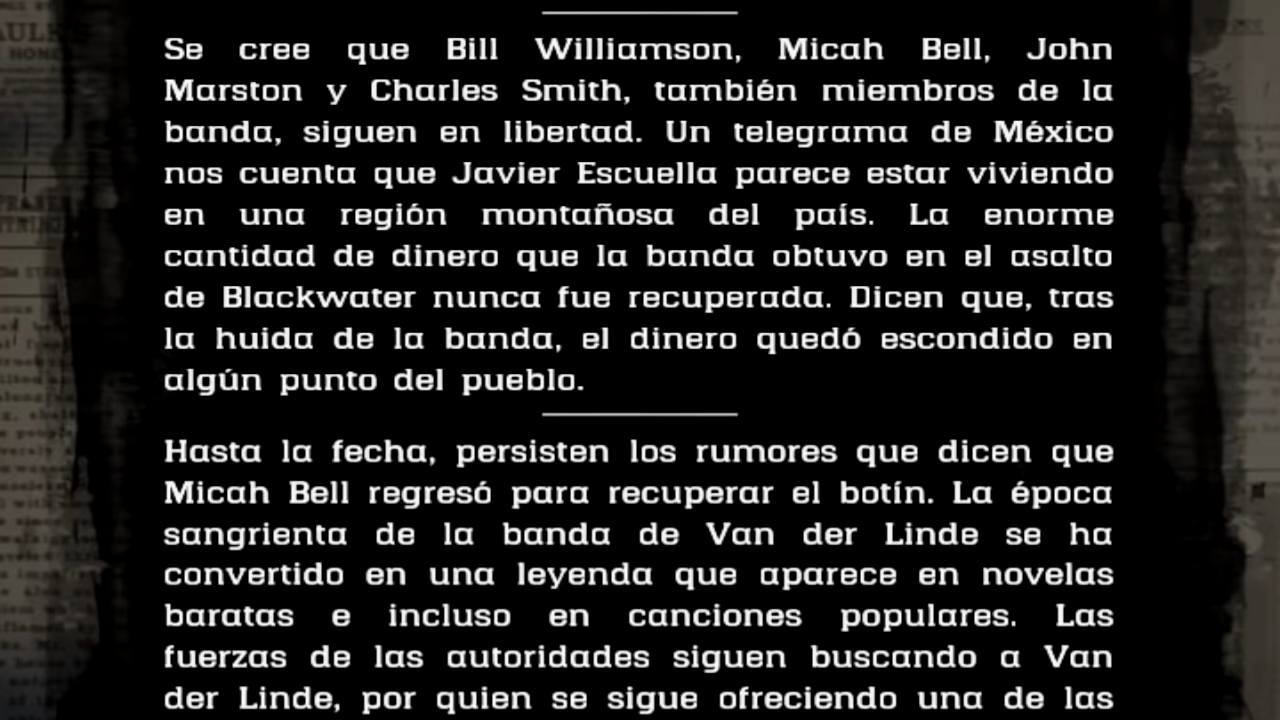 Se cree que Bill Williamson, Micah Bell, John
Marston y Charles Smith, también miembros de la
banda, siguen en libertad. Un telegrama de México
nos cuenta que Javier Escuella parece estar viviendo
en una región montañosa del país. La enorme
cantidad de dinero que la banda obtuvo en el asalto
de Blackwater nunca fue recuperada. Dicen que, tras
la huida de la banda, el dinero quedó escondido en
algún punto del pueblo.
Hasta la fecha, persisten los rumores que dicen que
Micah Bell regresó para recuperar el botín. La época
sangrienta de la banda de Van der Linde se ha
convertido en una leyenda que aparece en novelas
baratas e incluso en canciones populares. Las
fuerzas de las autoridades siguen buscando a Van
der Linde, por quien se sigue ofreciendo una de las